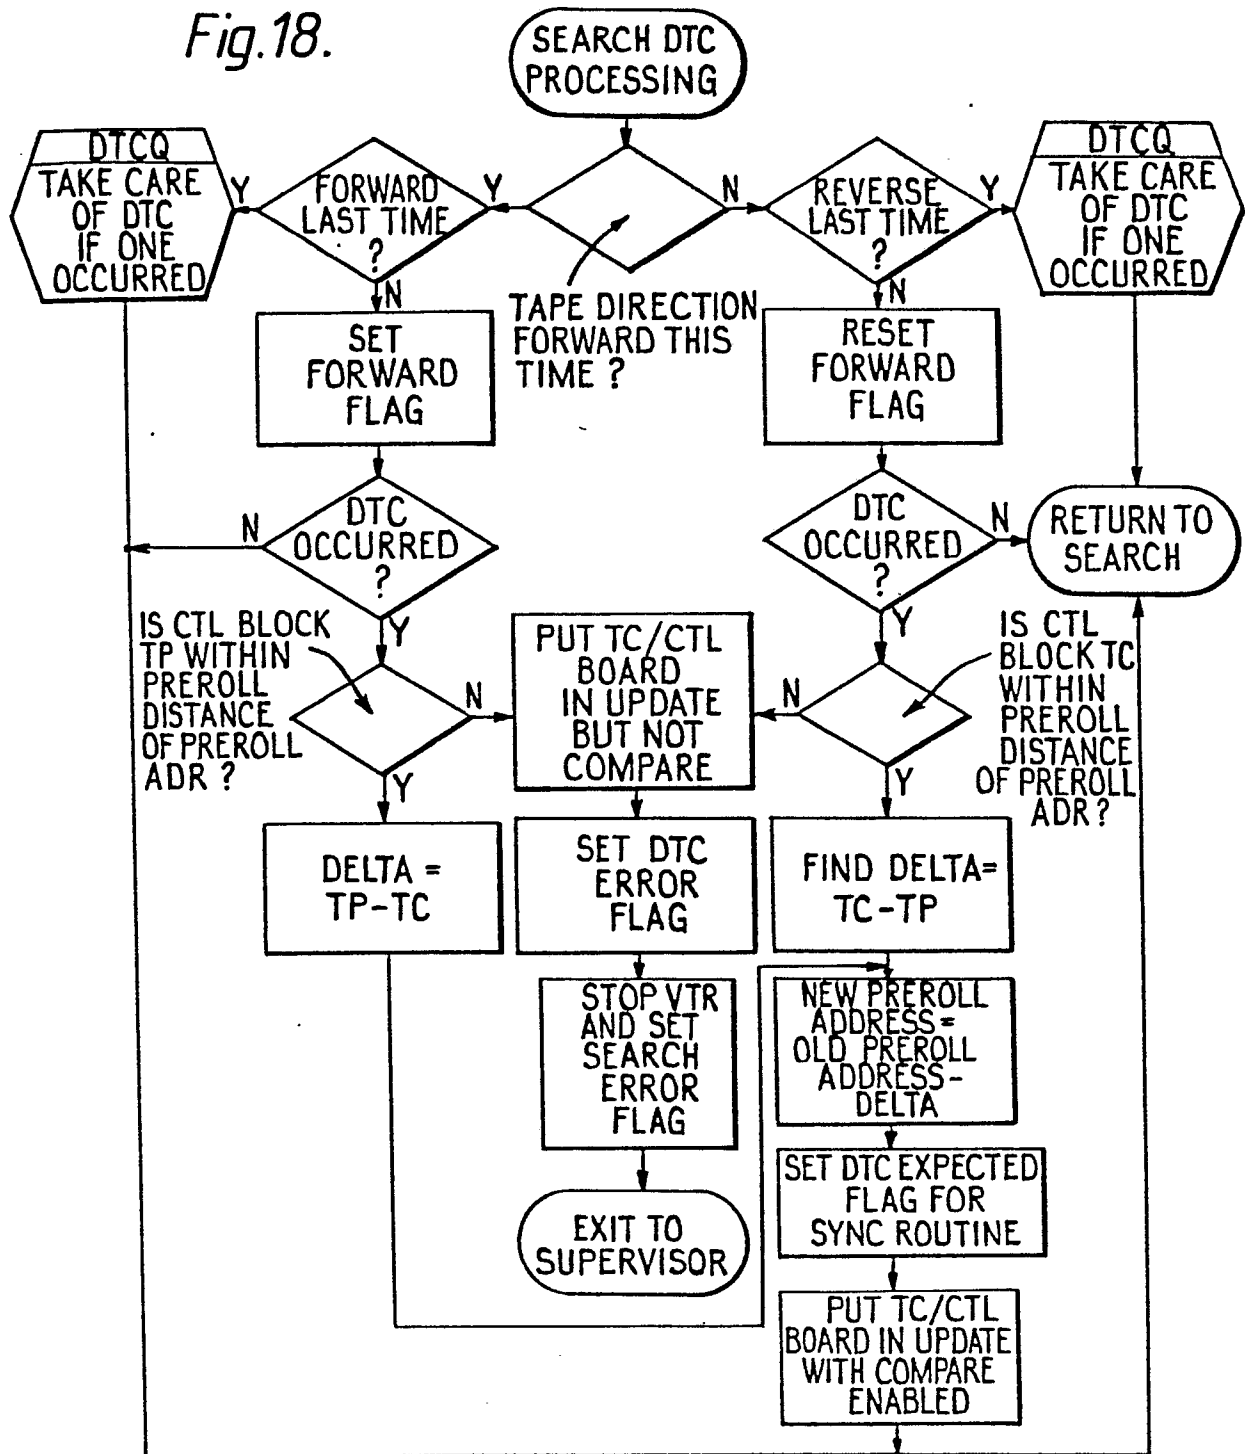 Fig.18.
SEARCH DTC
PROCESSING
DTCQ
TAKE CARE
OF DTC
IF ONE
OCCURRED
Y
FORWARD
LAST TIME
?
Y
N
REVERSE
LAST TIME
?
Y
DTCQ
TAKE CARE
OF DTC
IF ONE
OCCURRED
TAPE DIRECTION
FORWARD THIS
TIME ?
N
SET
FORWARD
FLAG
N
RESET
FORWARD
FLAG
N
DTC
OCCURRED
?
Y
DTC
OCCURRED
?
N
Y
RETURN TO
SEARCH
IS CTL BLOCK
TP WITHIN
PREROLL
DISTANCE
OF PREROLL
ADR ?
N
Y
PUT TC/CTL
BOARD
IN UPDATE
BUT NOT
COMPARE
N
Y
IS CTL
BLOCK TC
WITHIN
PREROLL
DISTANCE
OF PREROLL
ADR ?
DELTA =
TP-TC
SET DTC
ERROR
FLAG
FIND DELTA=
TC-TP
STOP VTR
AND SET
SEARCH
ERROR
FLAG
NEW PREROLL
ADDRESS=
OLD PREROLL
ADDRESS-
DELTA
EXIT TO
SUPERVISOR
SET DTC EXPECTED
FLAG FOR
SYNC ROUTINE
PUT TC/CTL
BOARD IN UPDATE
WITH COMPARE
ENABLED